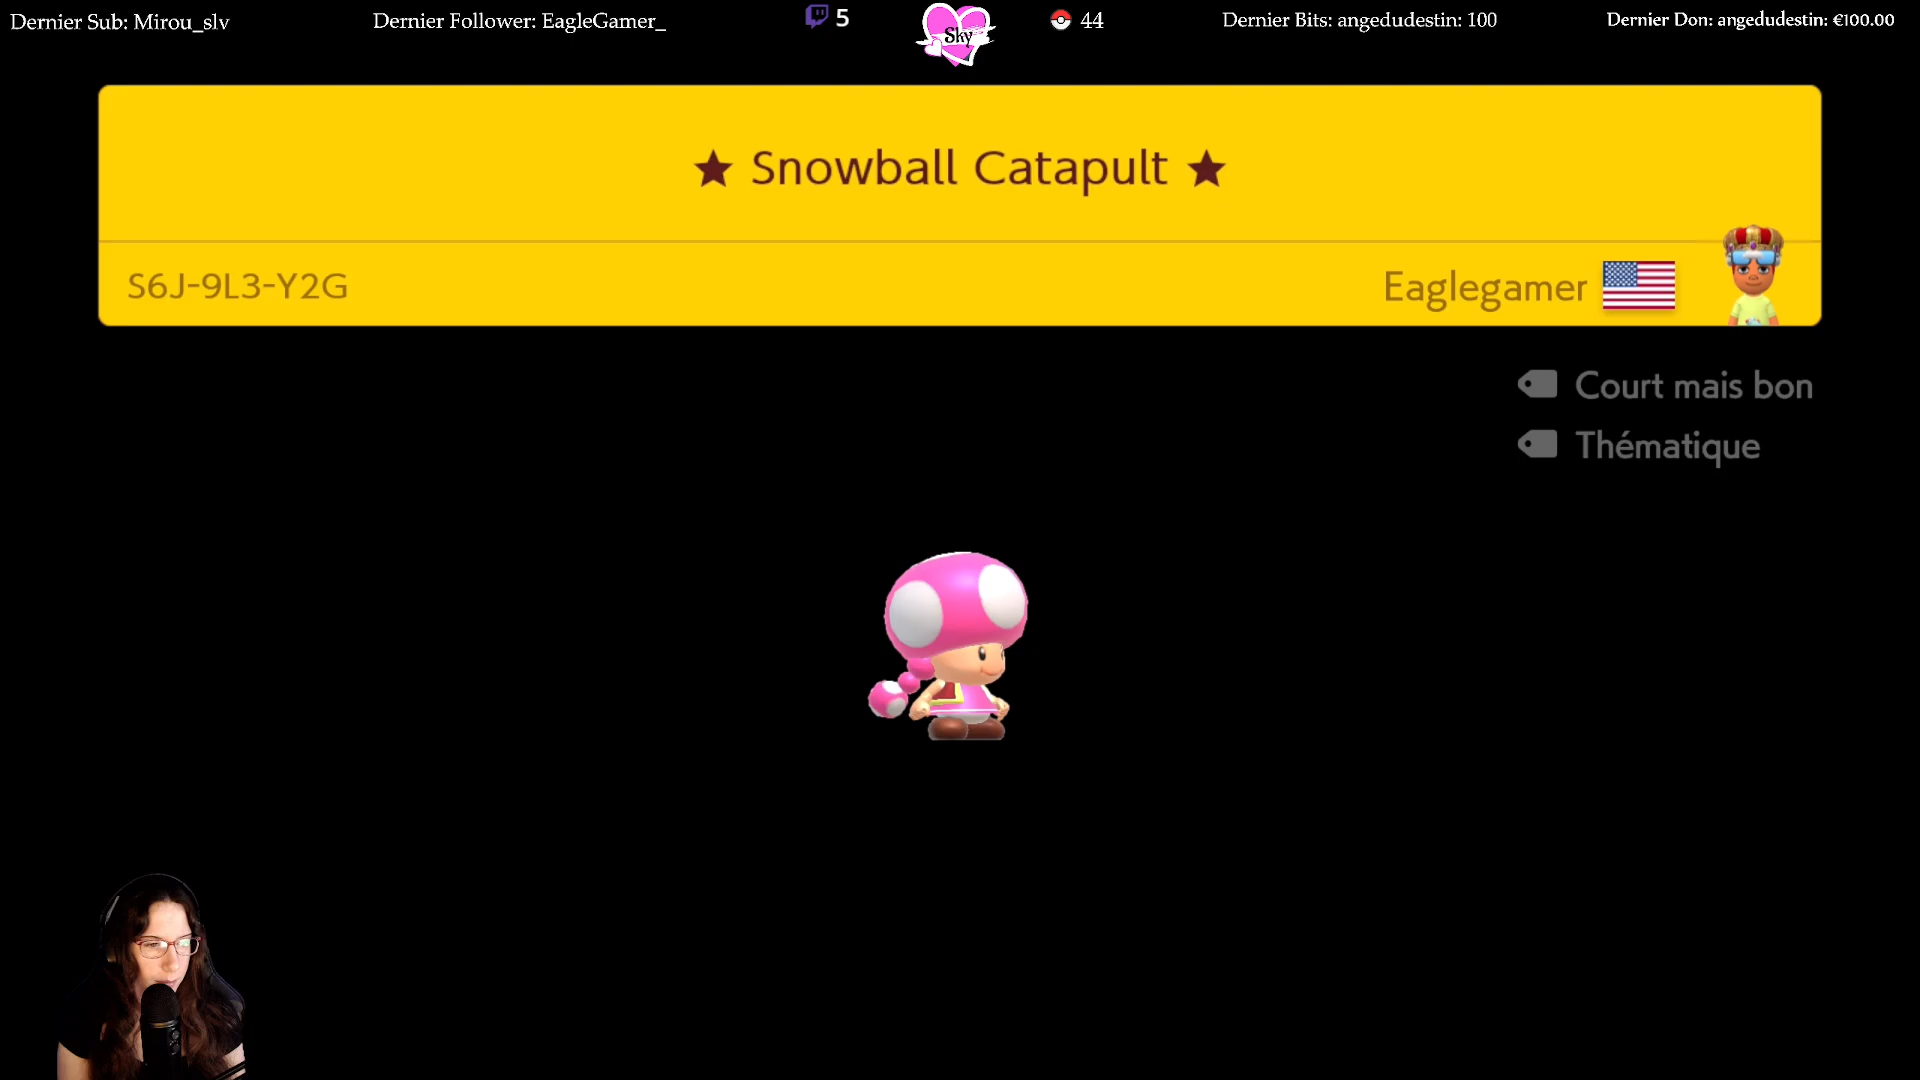 Dernier Sub: Mirou_slv
Dernier Follower: EagleGamer_
5
Sky
44
Dernier Bits: angedudestin: 100
Dernier Don: angedudestin: €100.00
★ Snowball Catapult ★
S6J-9L3-Y2G
Eaglegamer
Court mais bon
Thématique